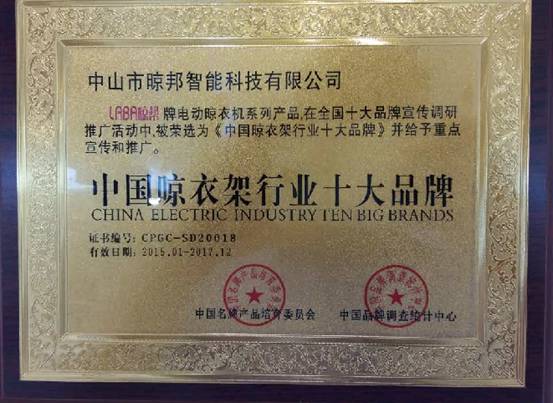 中山市晾邦智能科技有限公司
LABA晾帮 牌电动晾衣机系列产品,在全国十大品牌宣传调研
推广活动中,被荣选为《中国晾衣架行业十大品牌》并给予重点
宣传和推广。
中国晾衣架行业十大品牌
CHINA ELECTRIC INDUSTRY TEN BIG BRANDS
证书编号: CPGC-SD20018
有效日期: 2015.01-2017.12
中国名牌产品培育委员会 中国品牌调查统计中心